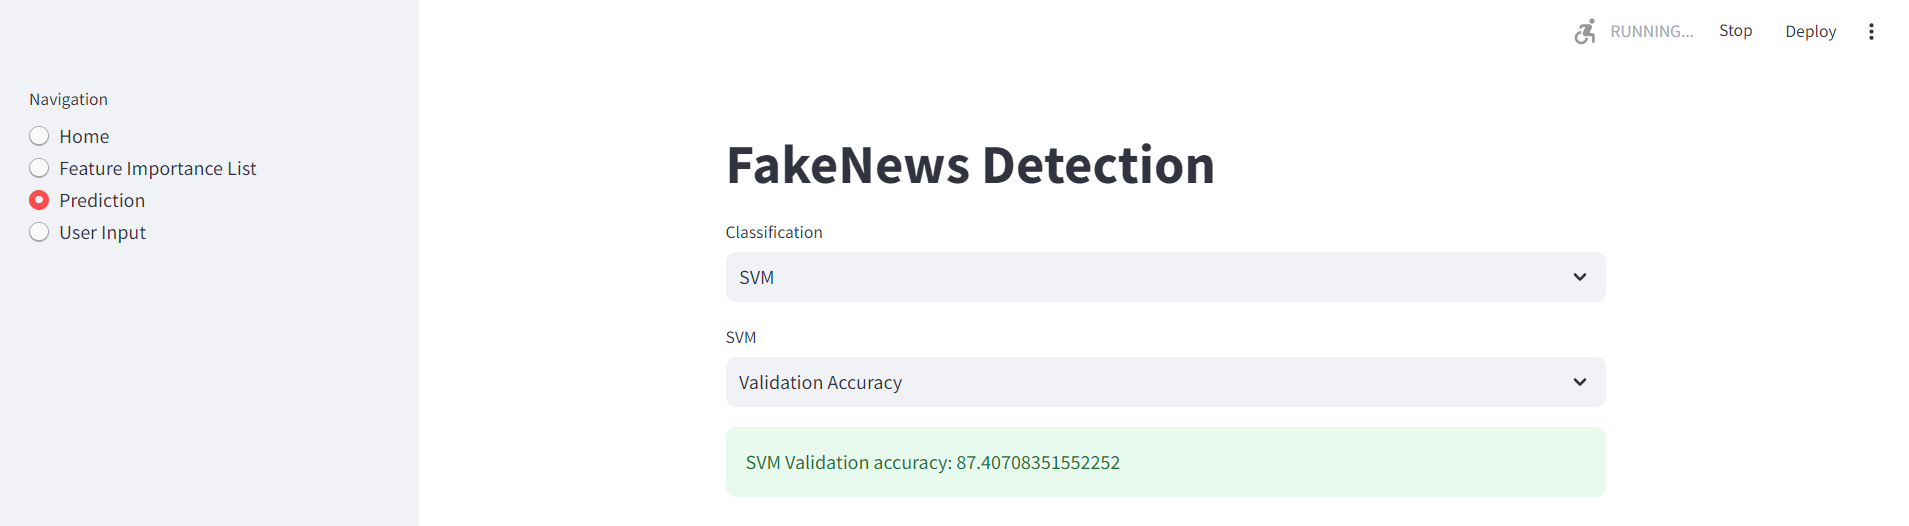 RUNNING...
Stop
Deploy
Navigation
Home
Feature Importance List
Prediction
User Input
FakeNews Detection
Classification
SVM
SVM
Validation Accuracy
SVM Validation accuracy: 87.40708351552252